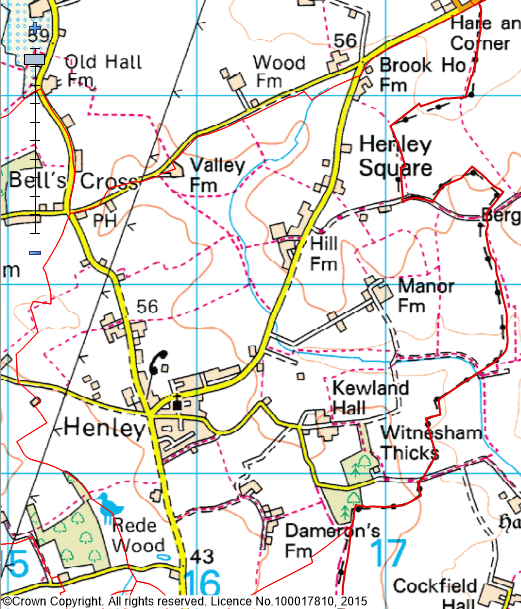 59
Hare an
Corner
56
Old Hall
Fm
Wood
Fm
Brook Ho
Fm
Henley
Square
Valley
Fm
Bell's Cross
PH
Berg
Hill
Fm
m
Manor
Fm
56
Kewland
Hall
Henley
Witnesham
Thicks
Rede
Wood
Dameron's
Fm
Ha
5
43
16
17
Cockfield
Hall
©Crown Copyright. All rights reserved. Licence No.100017810_2015